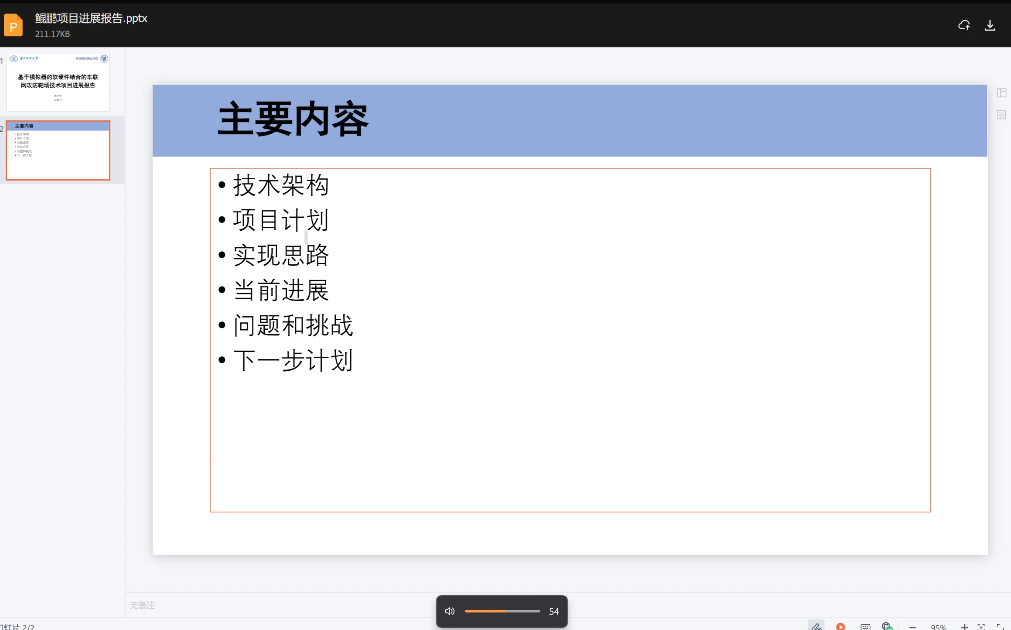 鲲鹏项目进展报告.pptx
211.17KB
1
基于模拟器的软硬件结合的车联
网攻防靶场技术项目进展报告
2
主要内容
主要内容
• 技术架构
• 项目计划
• 实现思路
• 当前进展
• 问题和挑战
• 下一步计划
无备注
54
灯片 2/2
95%